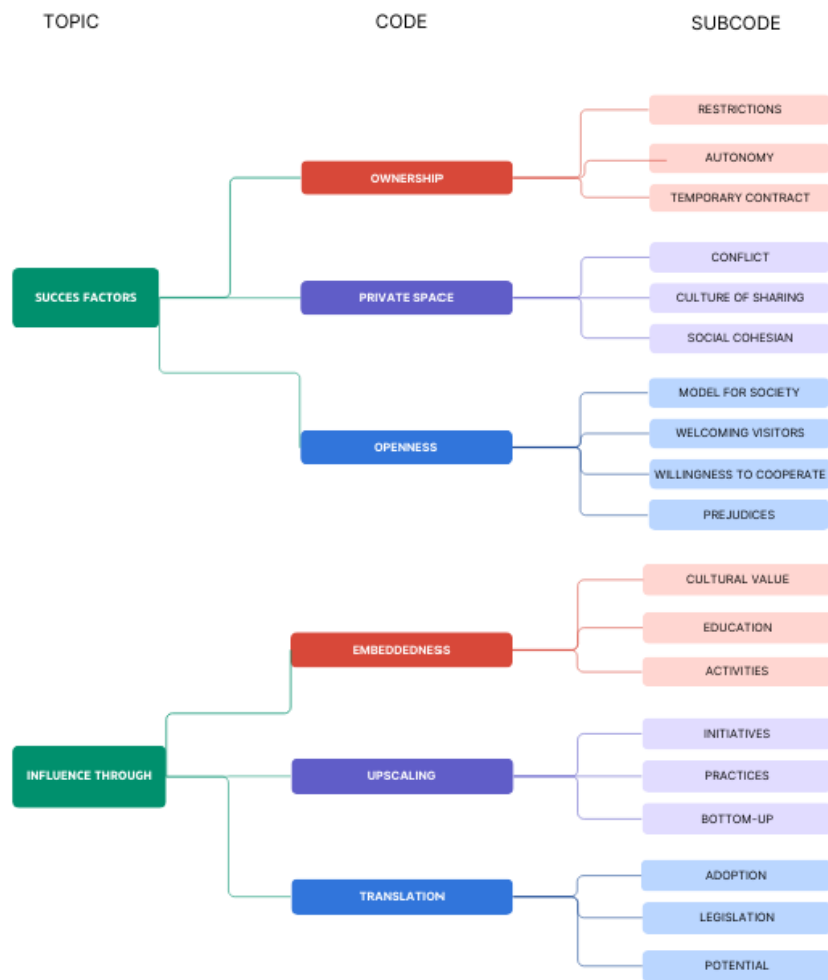 TOPIC
CODE
SUBCODE
SUCCES FACTORS
OWNERSHIP
RESTRICTIONS
AUTONOMY
TEMPORARY CONTRACT
PRIVATE SPACE
CONFLICT
CULTURE OF SHARING
SOCIAL COHESIAN
OPENNESS
MODEL FOR SOCIETY
WELCOMING VISITORS
WILLINGNESS TO COOPERATE
PREJUDICES
INFLUENCE THROUGH
EMBEDDEDNESS
CULTURAL VALUE
EDUCATION
ACTIVITIES
UPSCALING
INITIATIVES
PRACTICES
BOTTOM-UP
TRANSLATION
ADOPTION
LEGISLATION
POTENTIAL